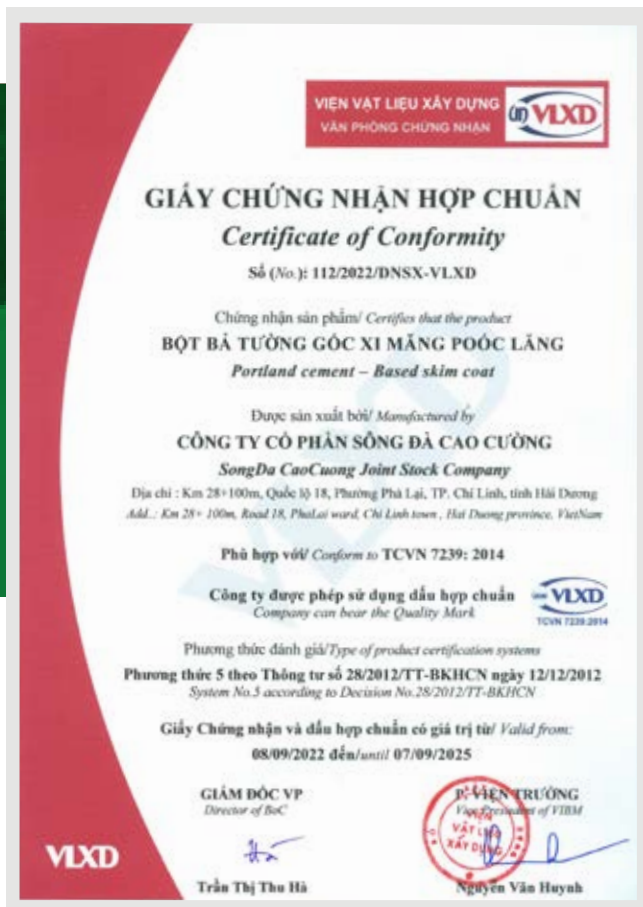 VIỆN VẬT LIỆU XÂY DỰNG
VĂN PHÒNG CHỨNG NHẬN
VLXD
GIẤY CHỨNG NHẬN HỢP CHUẨN
Certificate of Conformity
Số (No.): 112/2022/DNSX-VLXD
Chứng nhận sản phẩm/ Certifies that the product
BỘT BẢ TƯỜNG GỐC XI MĂNG POÓC LĂNG
Portland cement – Based skim coat
Được sản xuất bởi/ Manufactured by
CÔNG TY CỔ PHẦN SÔNG ĐÀ CAO CƯỜNG
SongDa CaoCuong Joint Stock Company
Địa chỉ : Km 28+100m, Quốc lộ 18, Phường Phả Lại, TP. Chí Linh, tỉnh Hải Dương
Add.: Km 28+ 100m, Road 18, PhaLai ward, Chi Linh town , Hai Duong province, VietNam
Phù hợp với/ Conform to TCVN 7239: 2014
Công ty được phép sử dụng dấu hợp chuẩn
Company can bear the Quality Mark
VLXD
TCVN 7239:2014
Phương thức đánh giá/Type of product certification systems
Phương thức 5 theo Thông tư số 28/2012/TT-BKHCN ngày 12/12/2012
System No.5 according to Decision No.28/2012/TT-BKHCN
Giấy Chứng nhận và dấu hợp chuẩn có giá trị từ/ Valid from:
08/09/2022 đến/until 07/09/2025
GIÁM ĐỐC VP
Director of BoC
P. VIỆN TRƯỞNG
Vice President of VIBM
VIỆN
VẬT LIỆU
XÂY DỰNG
VLXD
Trần Thị Thu Hà
Nguyễn Văn Huynh
VLXD